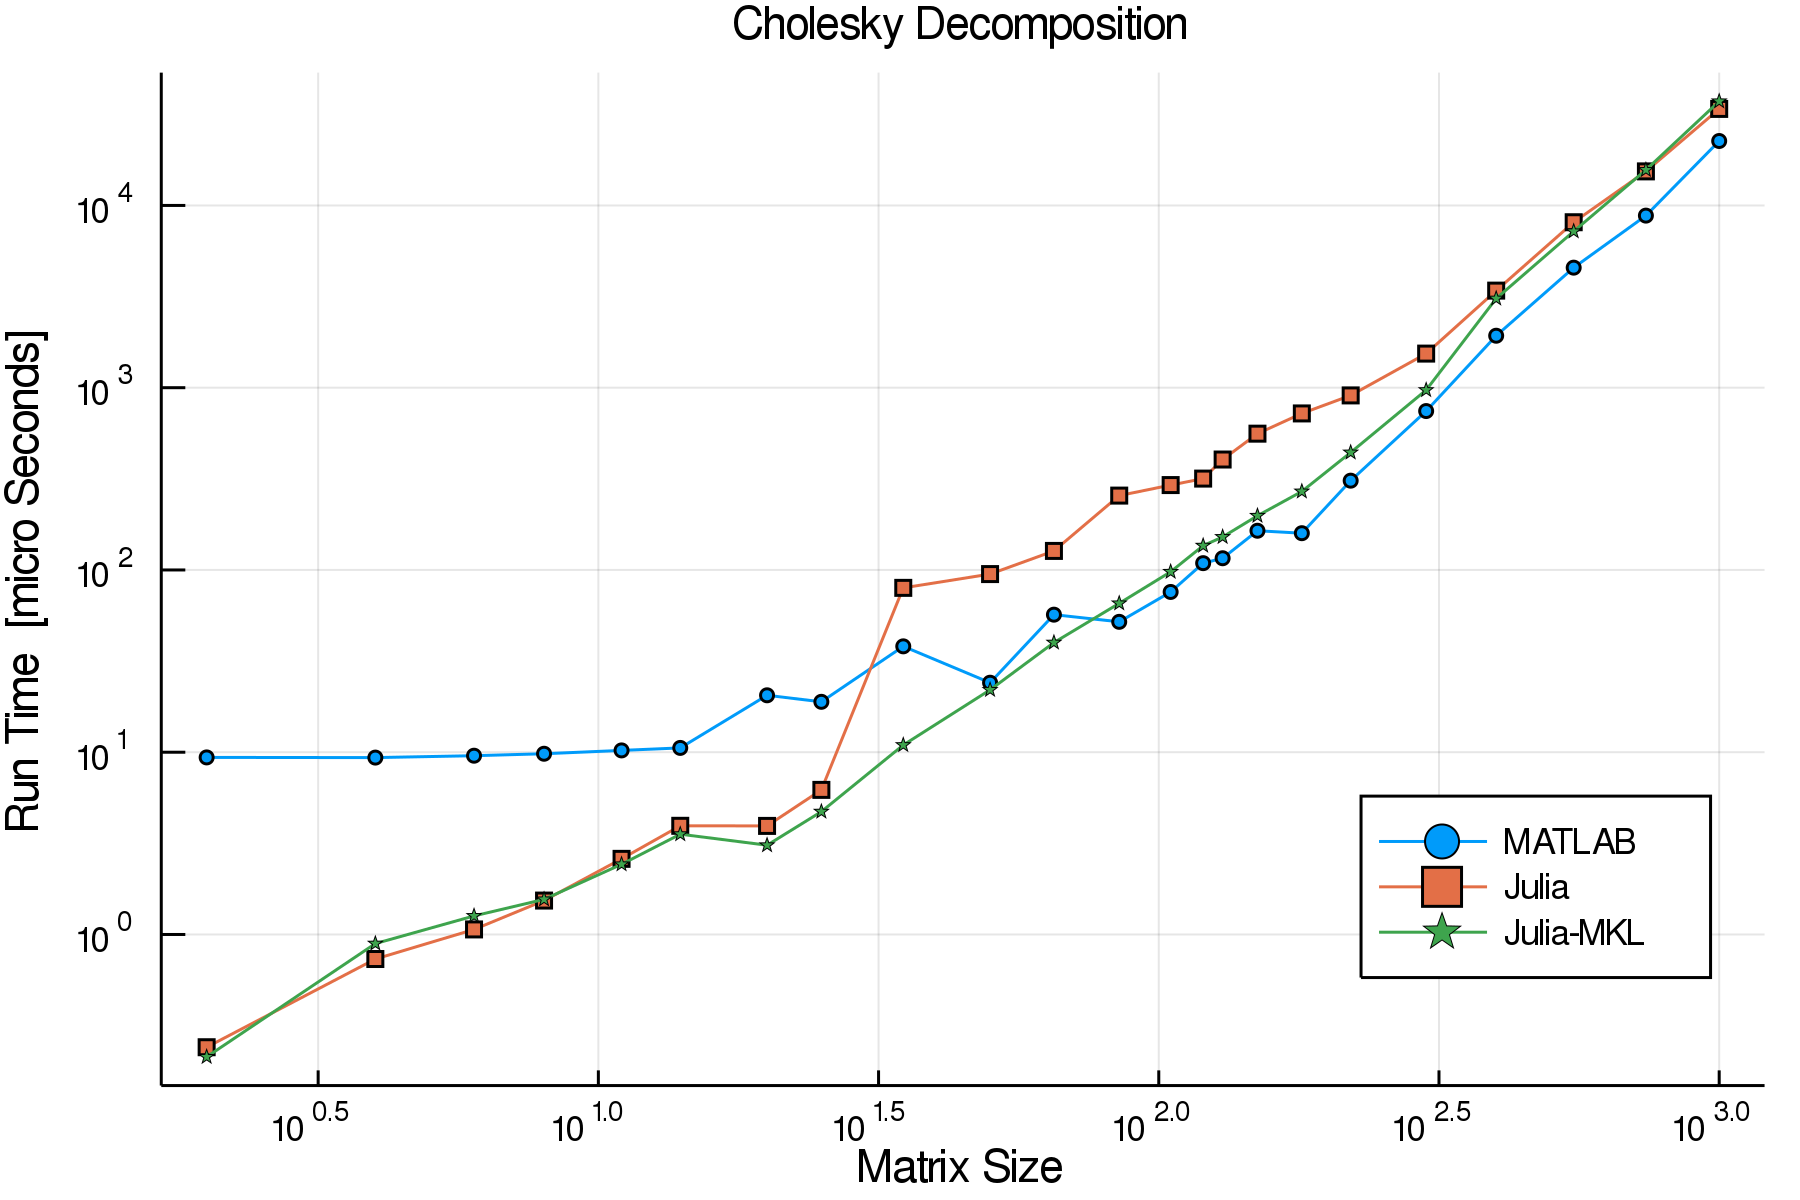 Cholesky Decomposition
Run Time [micro Seconds]
10^4
10^3
10^2
10^1
10^0
10^0.5
10^1.0
10^1.5
10^2.0
10^2.5
10^3.0
Matrix Size
MATLAB
Julia
Julia-MKL